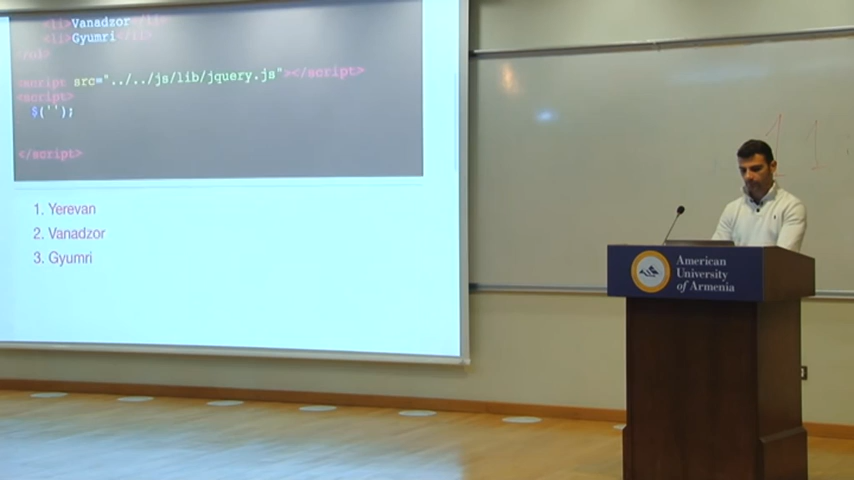 <li>Vanadzor</li>
<li>Gyumri</li>
</ol>
<script src="../../js/lib/jquery.js"></script>
<script>
$('');
</script>
1. Yerevan
2. Vanadzor
3. Gyumri
11
American
University
of Armenia